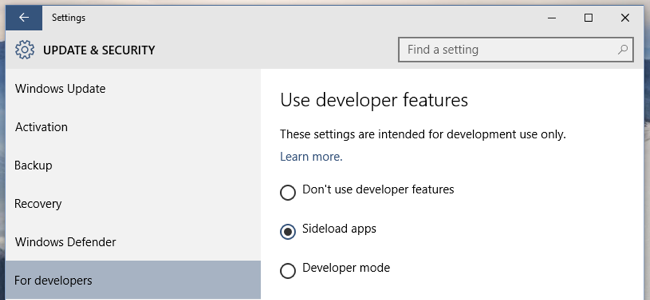 Settings
UPDATE & SECURITY
Find a setting
Windows Update
Activation
Backup
Recovery
Windows Defender
For developers
Use developer features
These settings are intended for development use only.
Learn more.
Don't use developer features
Sideload apps
Developer mode